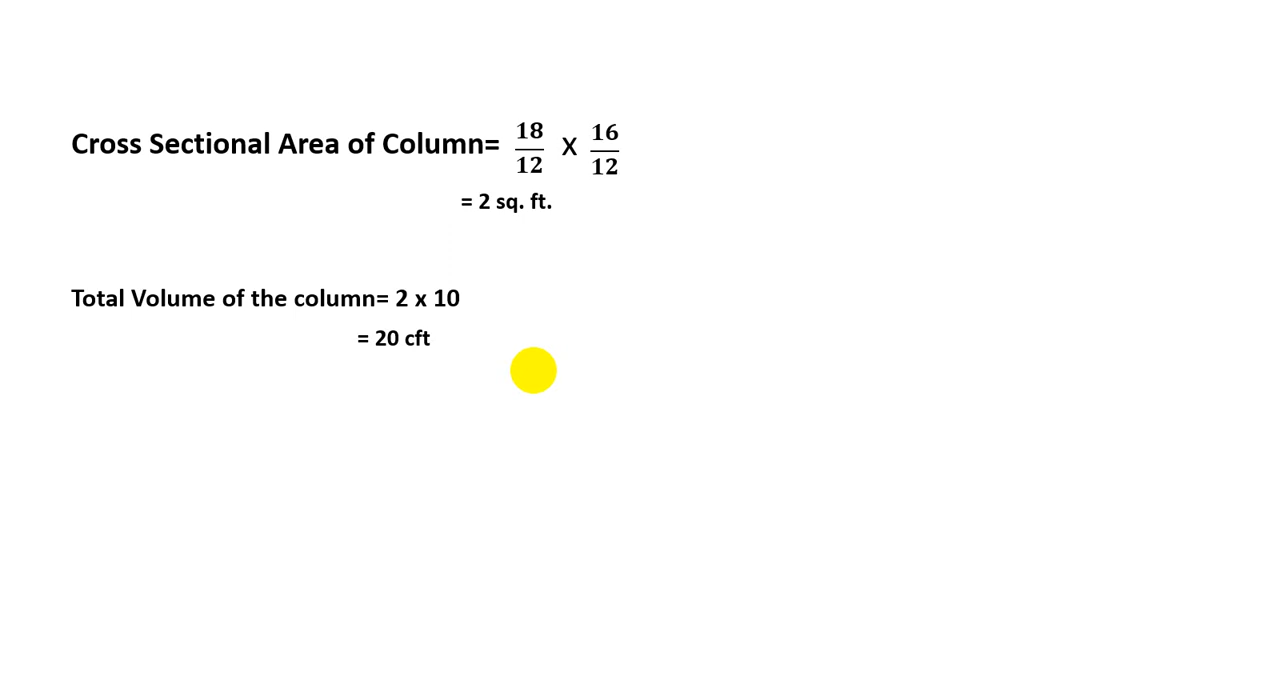 Cross Sectional Area of Column= 18/12 X 16/12
= 2 sq. ft.
Total Volume of the column= 2 x 10
= 20 cft